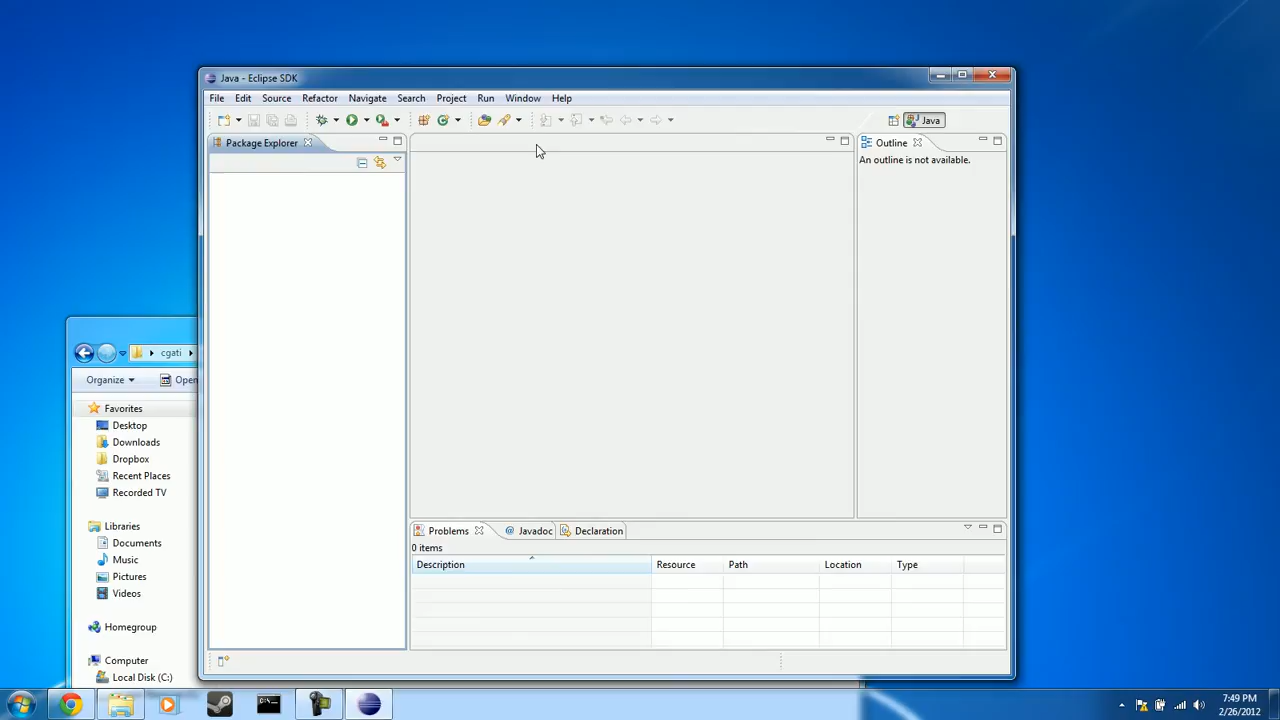 Java - Eclipse SDK
File Edit Source Refactor Navigate Search Project Run Window Help
Java
Package Explorer
Outline
An outline is not available.
cgati
Organize Open
Favorites
Desktop
Downloads
Dropbox
Recent Places
Recorded TV
Libraries
Documents
Music
Pictures
Videos
Homegroup
Computer
Local Disk (C:)
Problems @ Javadoc Declaration
0 items
Description Resource Path Location Type
7:49 PM
2/26/2012